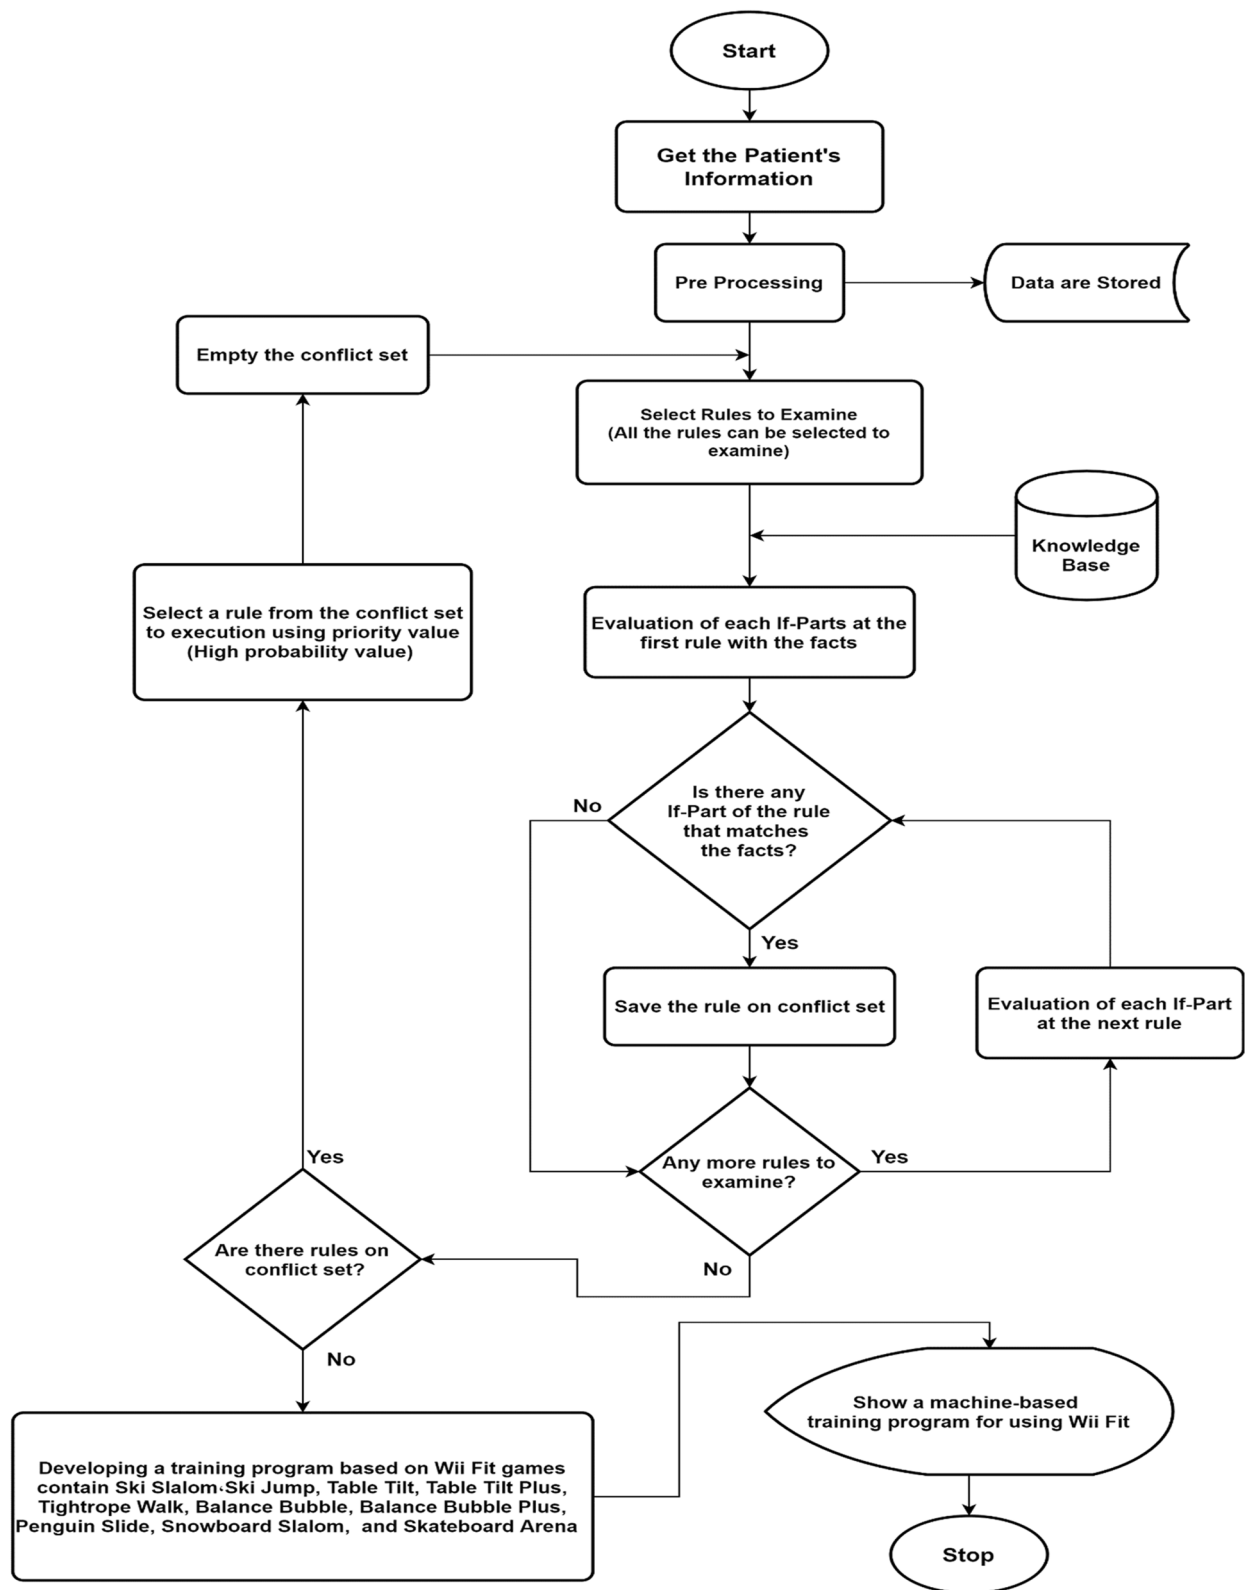 Start
Get the Patient's
Information
Pre Processing
Data are Stored
Empty the conflict set
Select Rules to Examine
(All the rules can be selected to
examine)
Knowledge
Base
Select a rule from the conflict set
to execution using priority value
(High probability value)
Evaluation of each If-Parts at the
first rule with the facts
Is there any
If-Part of the rule
that matches
the facts?
No
Yes
Save the rule on conflict set
Evaluation of each If-Part
at the next rule
Any more rules to
examine?
Yes
No
Yes
Are there rules on
conflict set?
No
Developing a training program based on Wii Fit games
contain Ski Slalom، Ski Jump, Table Tilt, Table Tilt Plus,
Tightrope Walk, Balance Bubble, Balance Bubble Plus,
Penguin Slide, Snowboard Slalom, and Skateboard Arena
Show a machine-based
training program for using Wii Fit
Stop